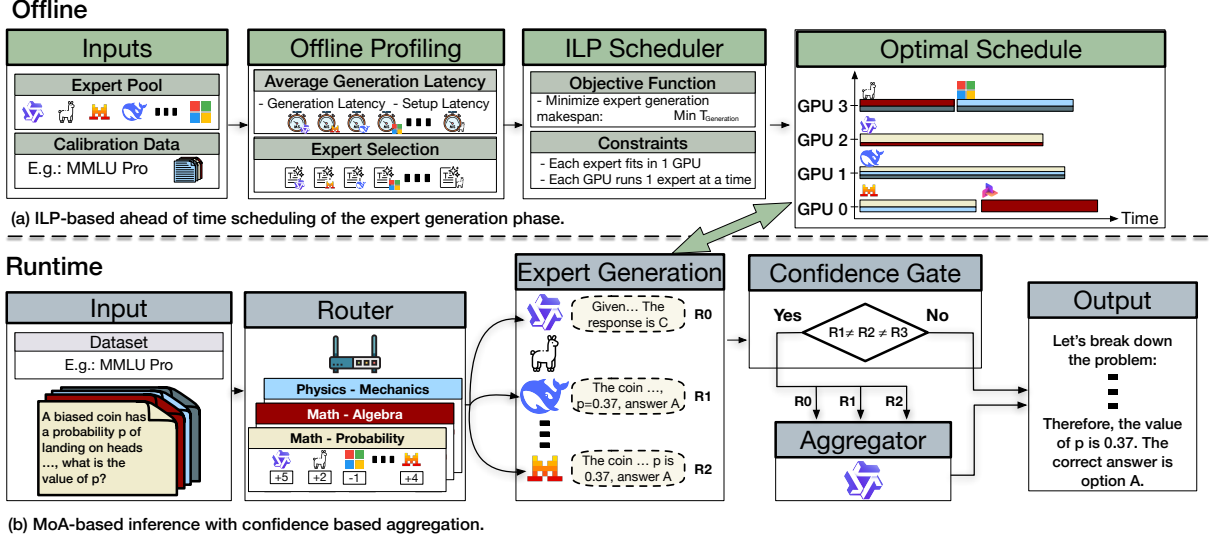 Offline
Inputs
Expert Pool
Calibration Data
E.g.: MMLU Pro
Offline Profiling
Average Generation Latency
- Generation Latency - Setup Latency
Expert Selection
ILP Scheduler
Objective Function
- Minimize expert generation
makespan: Min T_Generation
Constraints
- Each expert fits in 1 GPU
- Each GPU runs 1 expert at a time
Optimal Schedule
GPU 3
GPU 2
GPU 1
GPU 0
Time
(a) ILP-based ahead of time scheduling of the expert generation phase.
Runtime
Input
Dataset
E.g.: MMLU Pro
A biased coin has
a probability p of
landing on heads
..., what is the
value of p?
Router
Physics - Mechanics
Math - Algebra
Math - Probability
+5 +2 -1 +4
Expert Generation
Given... The
response is C
R0
The coin ...,
p=0.37, answer A
R1
The coin ... p is
0.37, answer A
R2
Confidence Gate
Yes
No
R1≠ R2 ≠ R3
R0 R1 R2
Aggregator
Output
Let's break down
the problem:
Therefore, the value
of p is 0.37. The
correct answer is
option A.
(b) MoA-based inference with confidence based aggregation.